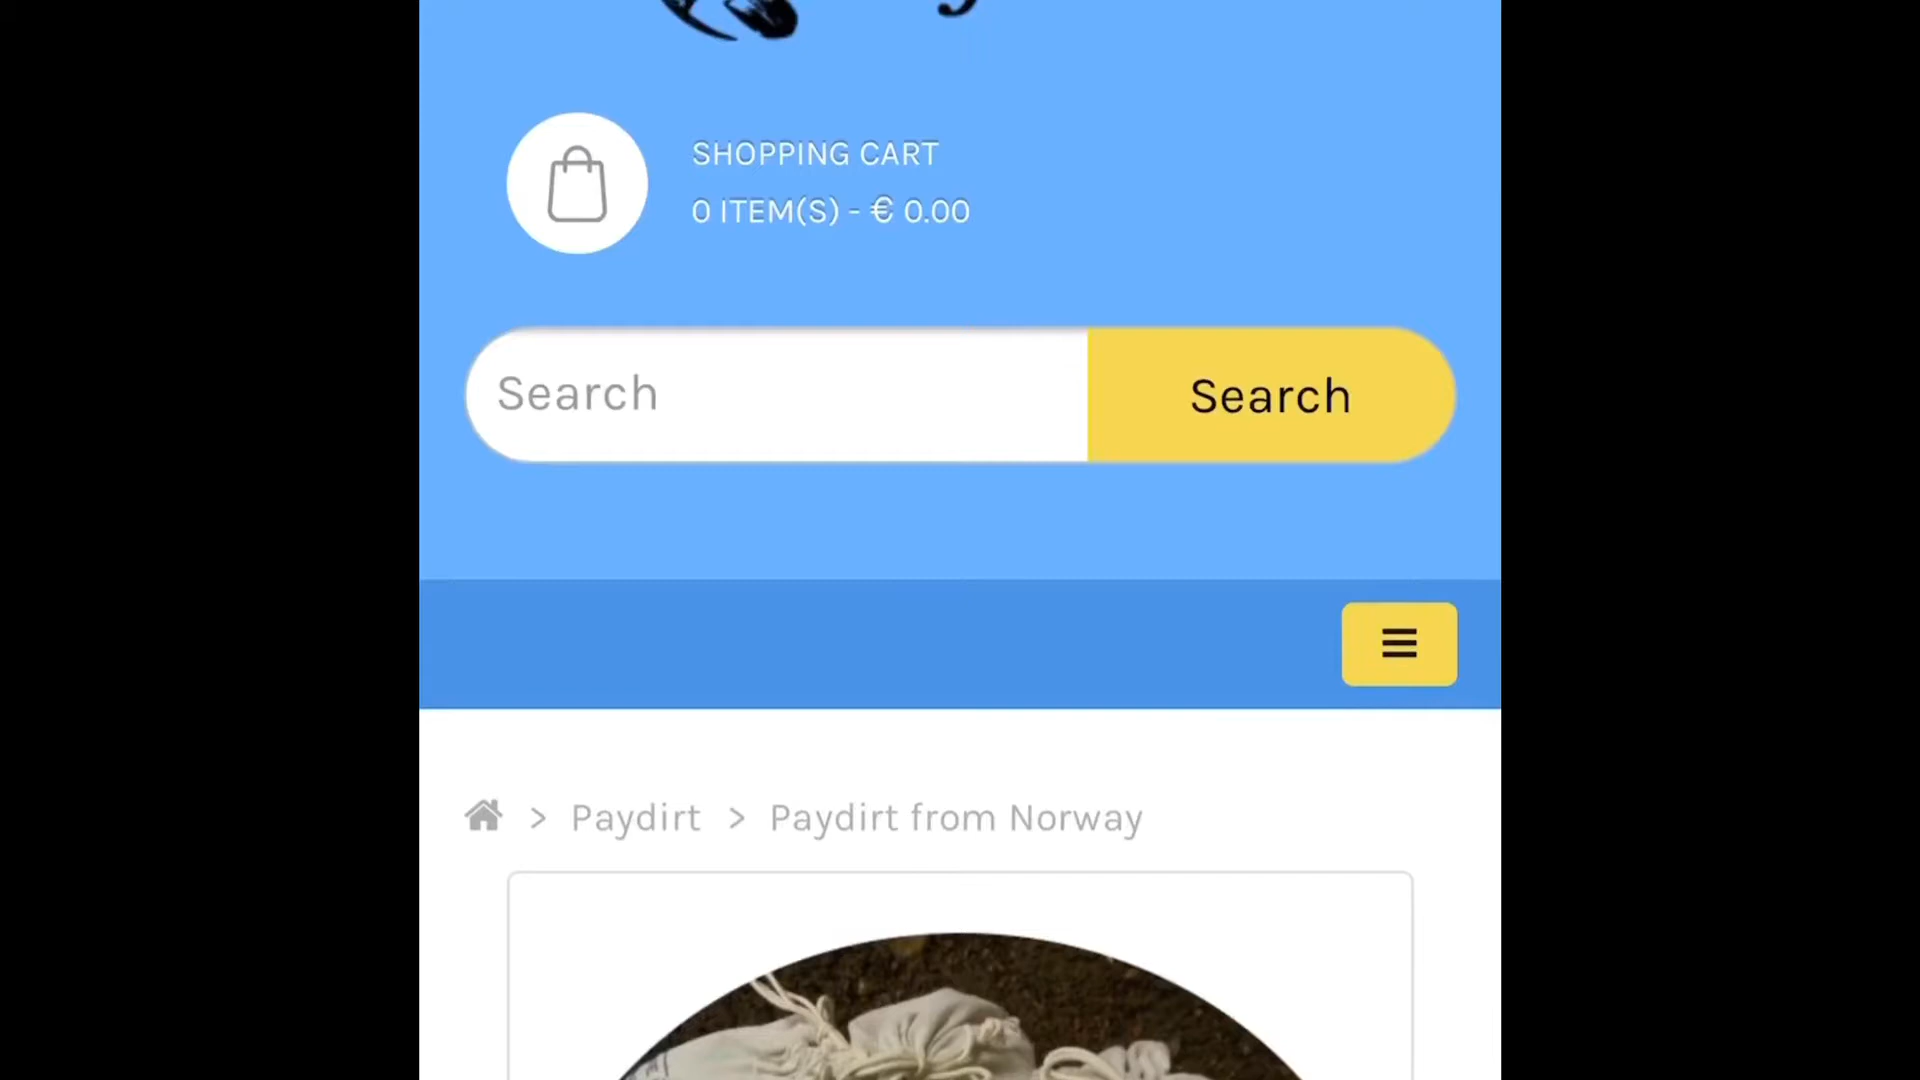 SHOPPING CART
0 ITEM(S) - € 0.00
Search Search
> Paydirt > Paydirt from Norway